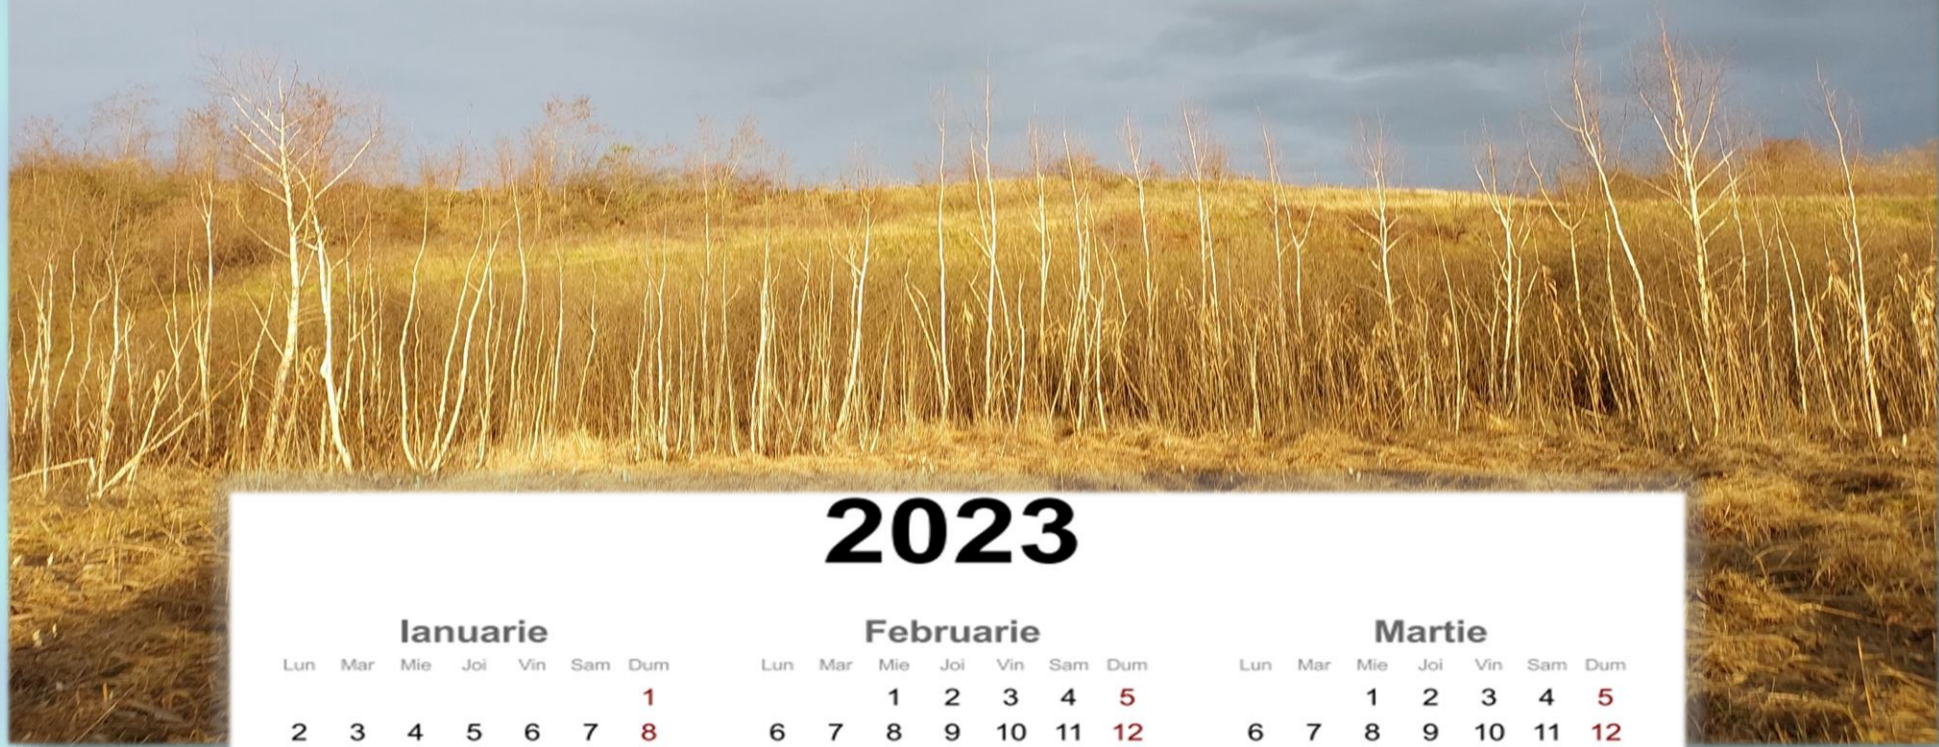 2023
Ianuarie Februarie Martie
Lun Mar Mie Joi Vin Sam Dum Lun Mar Mie Joi Vin Sam Dum Lun Mar Mie Joi Vin Sam Dum
1 1 2 3 4 5 1 2 3 4 5
2 3 4 5 6 7 8 6 7 8 9 10 11 12 6 7 8 9 10 11 12